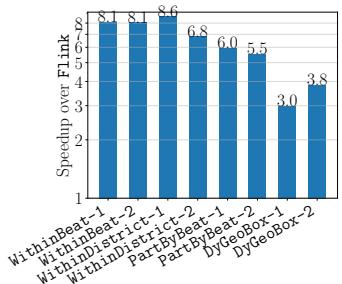 Speedup over Flink
8
7
6
5
4
3
2
1
8.1
8.1
8.6
6.8
6.0
5.5
3.0
3.8
WithinBeat-1
WithinBeat-2
WithinDistrict-1
WithinDistrict-2
PartByBeat-1
PartByBeat-2
DyGeoBox-1
DyGeoBox-2